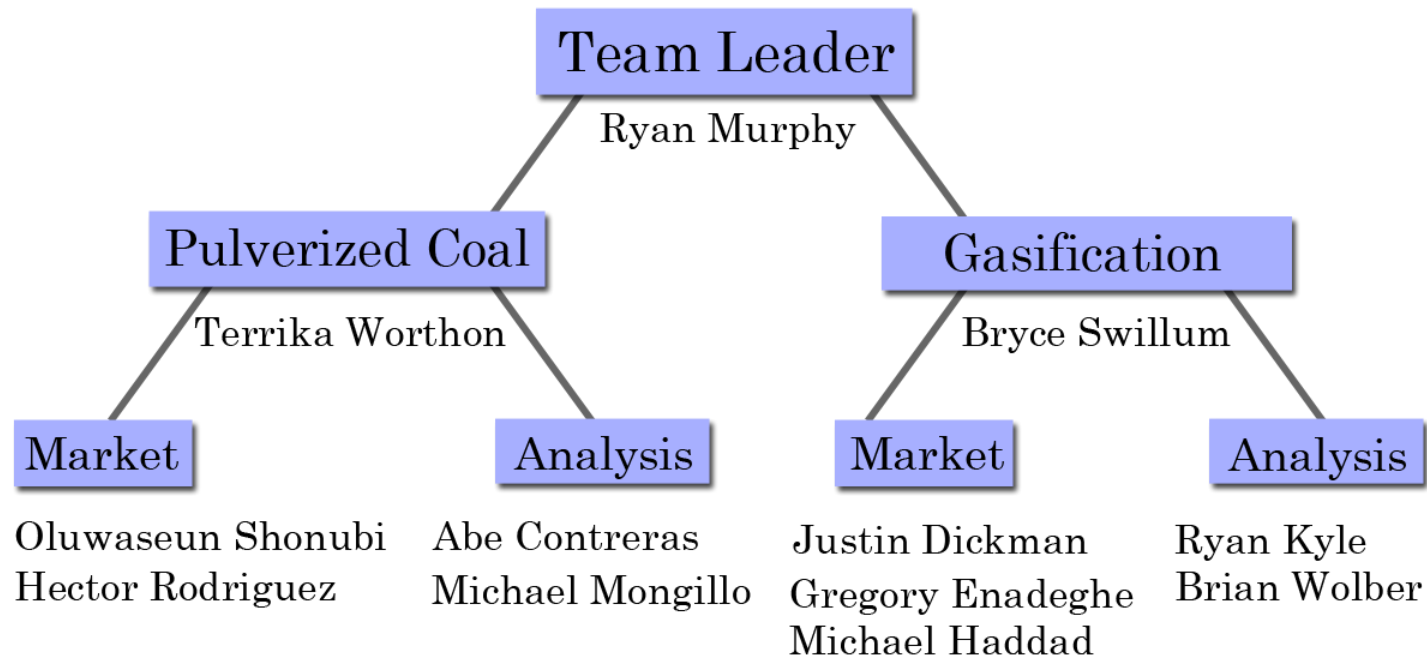 Team Leader
Ryan Murphy
Pulverized Coal
Terrika Worthon
Gasification
Bryce Swillum
Market
Oluwaseun Shonubi
Hector Rodriguez
Analysis
Abe Contreras
Michael Mongillo
Market
Justin Dickman
Gregory Enadeghe
Michael Haddad
Analysis
Ryan Kyle
Brian Wolber